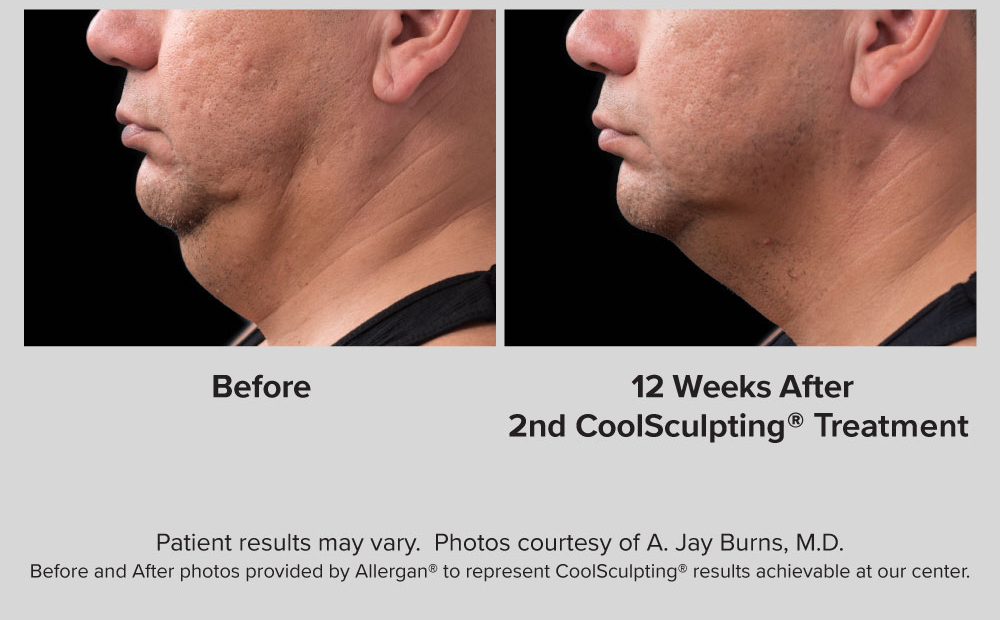 Before
12 Weeks After
2nd CoolSculpting® Treatment
Patient results may vary.  Photos courtesy of A. Jay Burns, M.D.
Before and After photos provided by Allergan® to represent CoolSculpting® results achievable at our center.